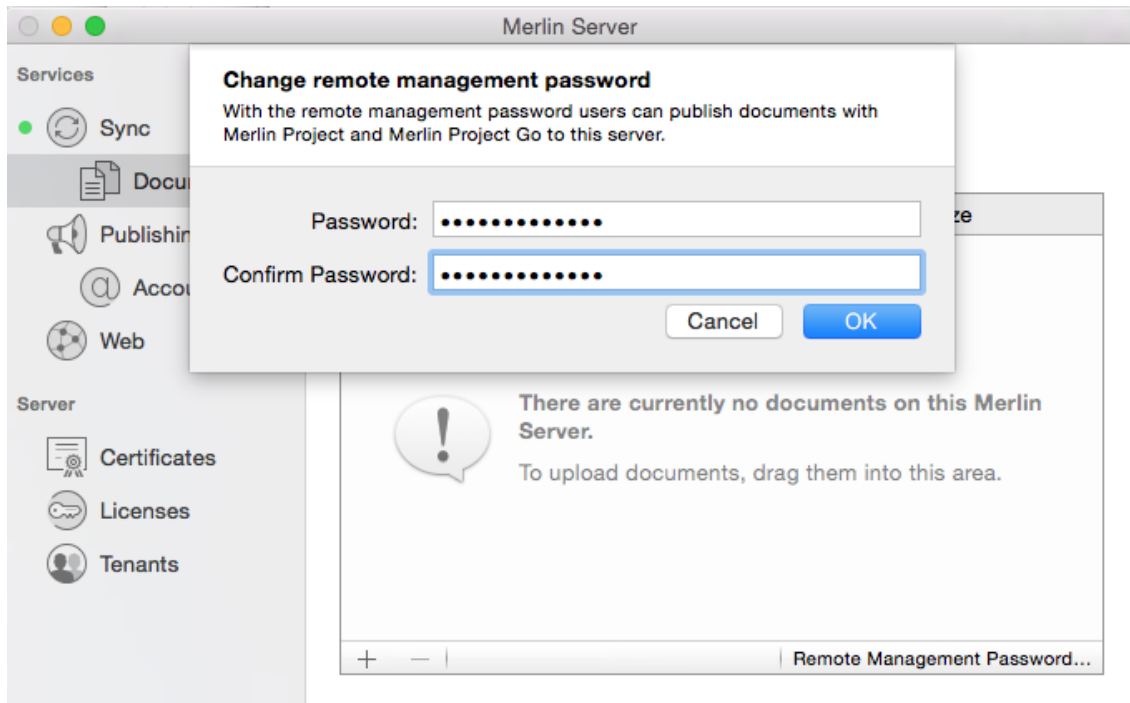 Merlin Server
Services
Sync
Docu
Publishin
Accou
Web
Server
Certificates
Licenses
Tenants
Change remote management password
With the remote management password users can publish documents with
Merlin Project and Merlin Project Go to this server.
Password: •••••••••••••
Confirm Password: •••••••••••••
Cancel OK
ze
There are currently no documents on this Merlin
Server.
To upload documents, drag them into this area.
+ − Remote Management Password...